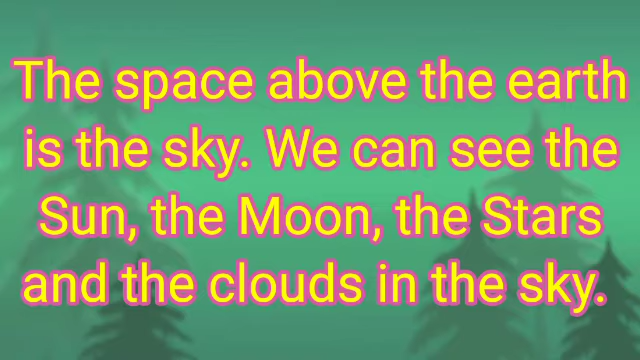 The space above the earth
is the sky. We can see the
Sun, the Moon, the Stars
and the clouds in the sky.